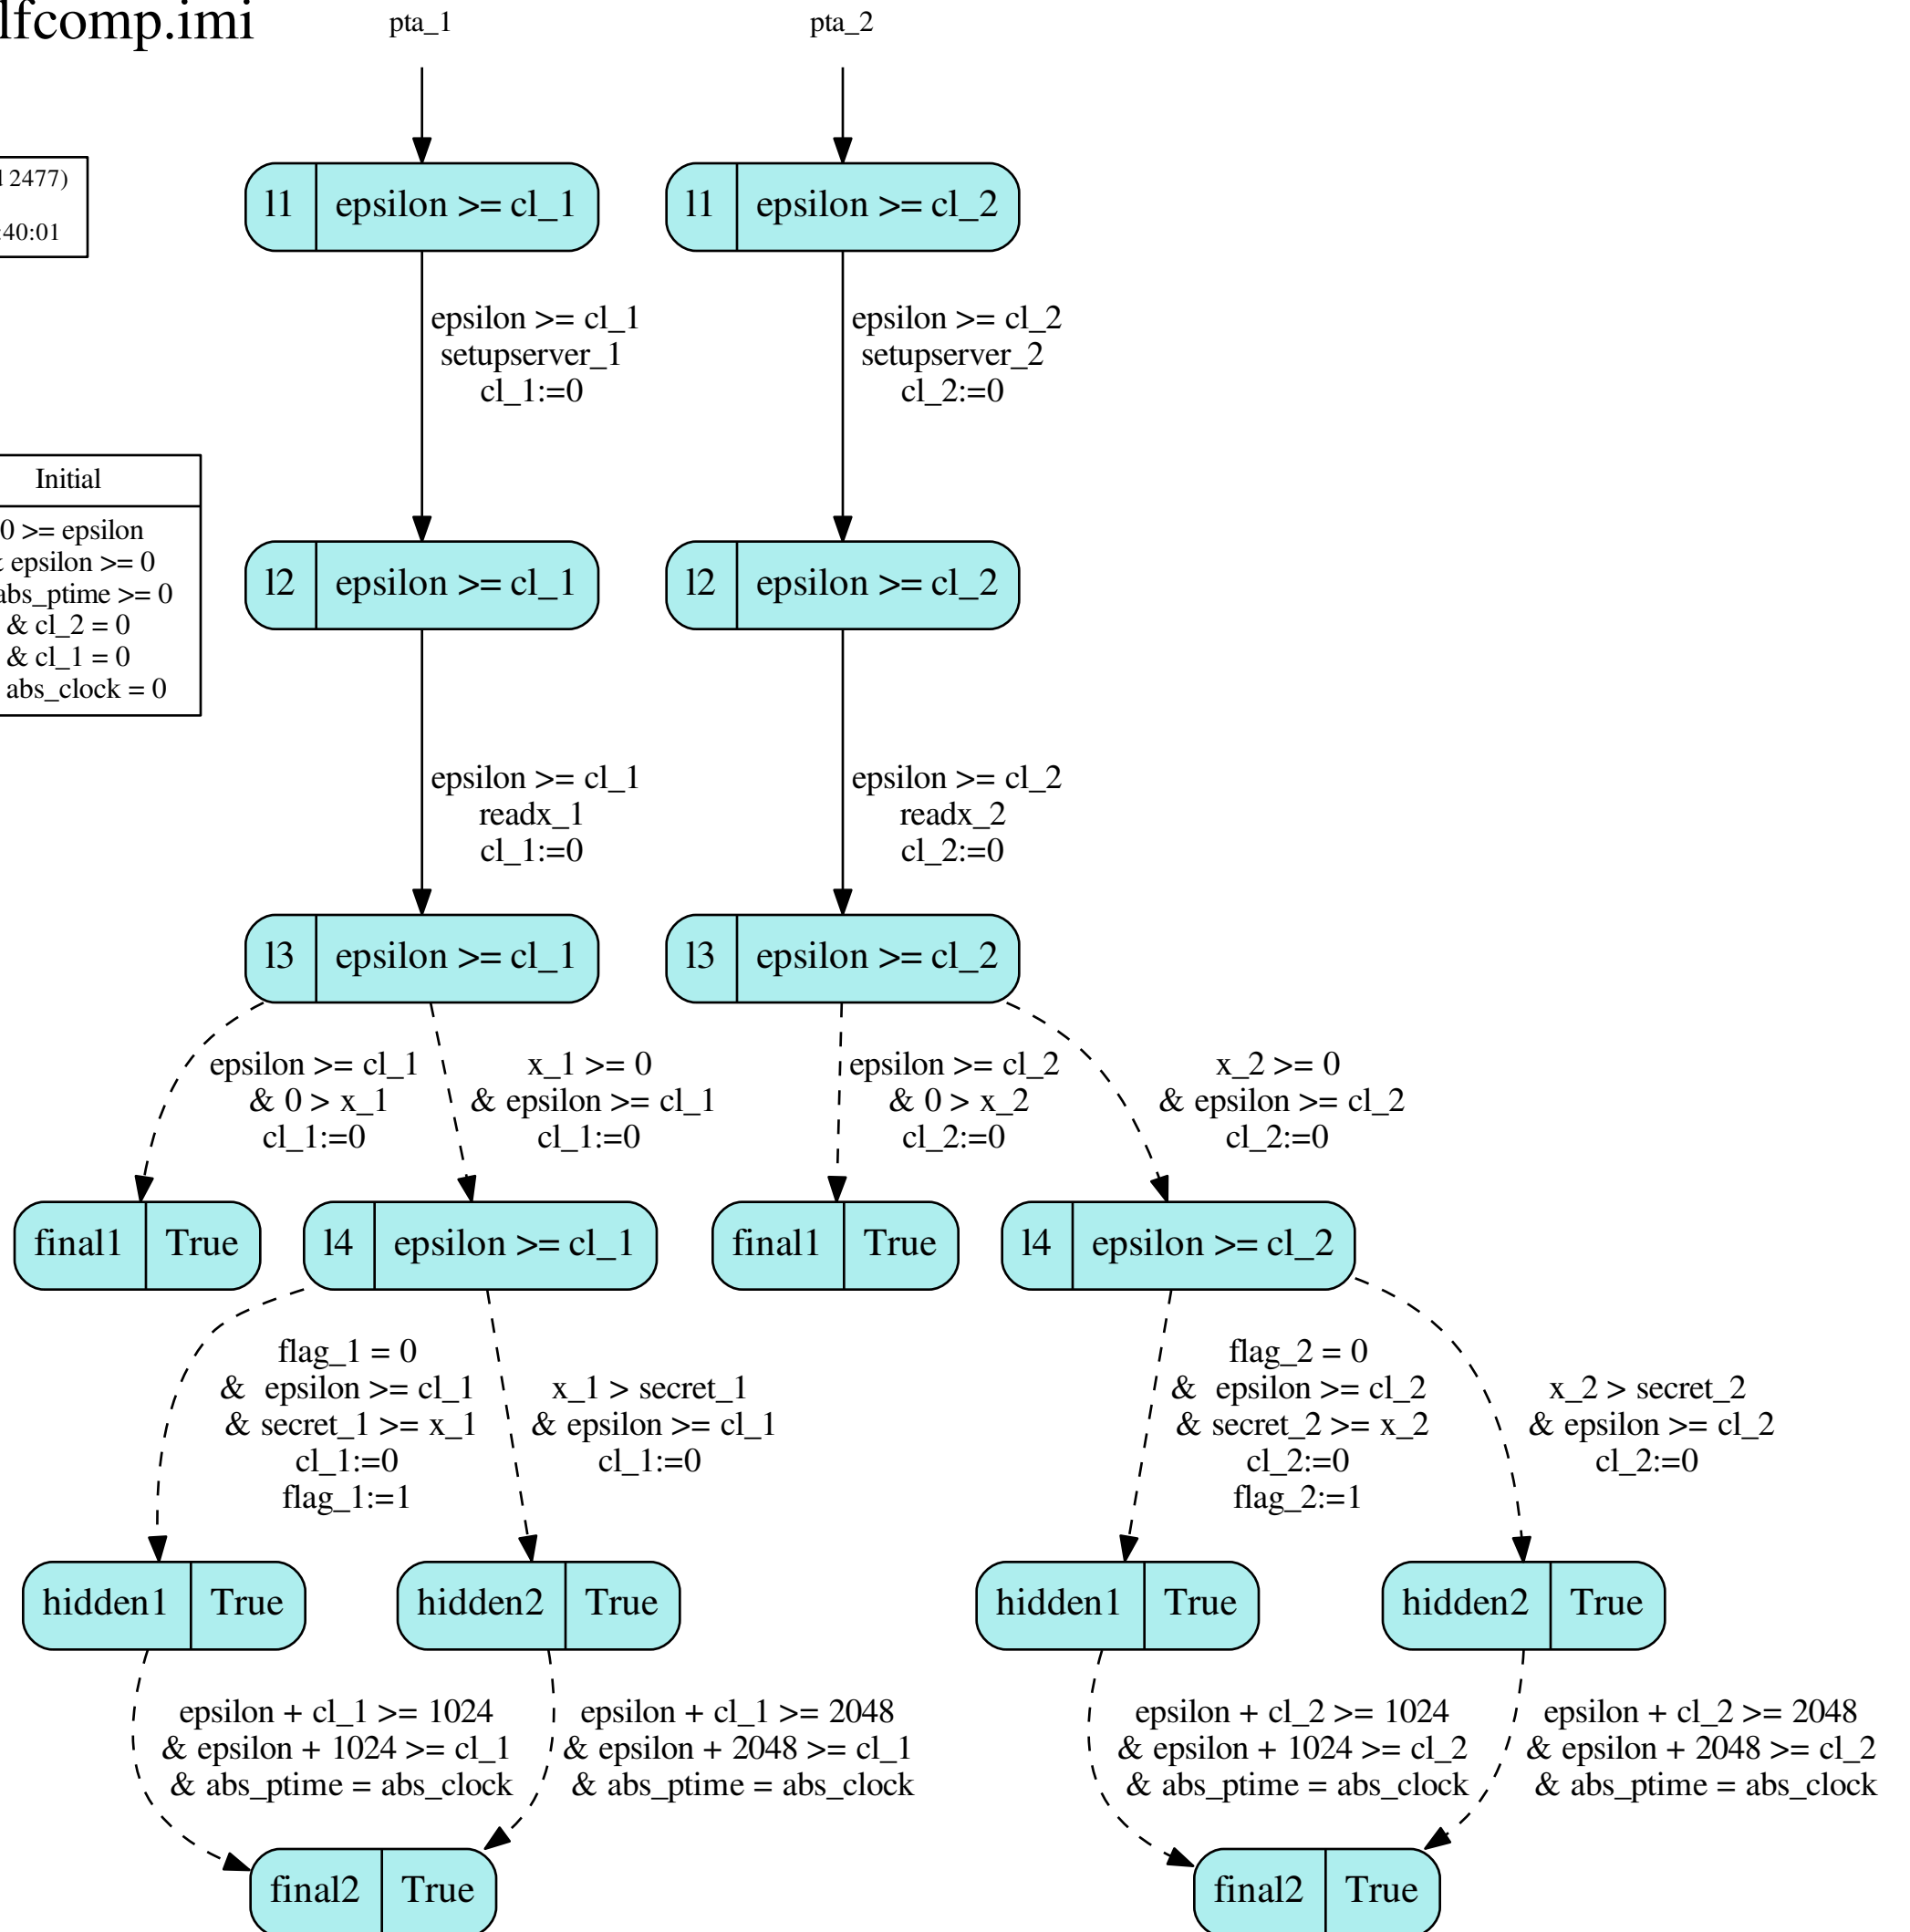 lfcomp.imi
pta_1
pta_2
2477)
:40:01
l1 epsilon >= cl_1
l1 epsilon >= cl_2
epsilon >= cl_1
setupserver_1
cl_1:=0
epsilon >= cl_2
setupserver_2
cl_2:=0
Initial
0 >= epsilon
& epsilon >= 0
abs_ptime >= 0
& cl_2 = 0
& cl_1 = 0
abs_clock = 0
l2 epsilon >= cl_1
l2 epsilon >= cl_2
epsilon >= cl_1
readx_1
cl_1:=0
epsilon >= cl_2
readx_2
cl_2:=0
l3 epsilon >= cl_1
l3 epsilon >= cl_2
epsilon >= cl_1
& 0 > x_1
cl_1:=0
x_1 >= 0
& epsilon >= cl_1
cl_1:=0
epsilon >= cl_2
& 0 > x_2
cl_2:=0
x_2 >= 0
& epsilon >= cl_2
cl_2:=0
final1 True
l4 epsilon >= cl_1
final1 True
l4 epsilon >= cl_2
flag_1 = 0
& epsilon >= cl_1
& secret_1 >= x_1
cl_1:=0
flag_1:=1
x_1 > secret_1
& epsilon >= cl_1
cl_1:=0
flag_2 = 0
& epsilon >= cl_2
& secret_2 >= x_2
cl_2:=0
flag_2:=1
x_2 > secret_2
& epsilon >= cl_2
cl_2:=0
hidden1 True
hidden2 True
hidden1 True
hidden2 True
epsilon + cl_1 >= 1024
& epsilon + 1024 >= cl_1
& abs_ptime = abs_clock
epsilon + cl_1 >= 2048
& epsilon + 2048 >= cl_1
& abs_ptime = abs_clock
epsilon + cl_2 >= 1024
& epsilon + 1024 >= cl_2
& abs_ptime = abs_clock
epsilon + cl_2 >= 2048
& epsilon + 2048 >= cl_2
& abs_ptime = abs_clock
final2 True
final2 True